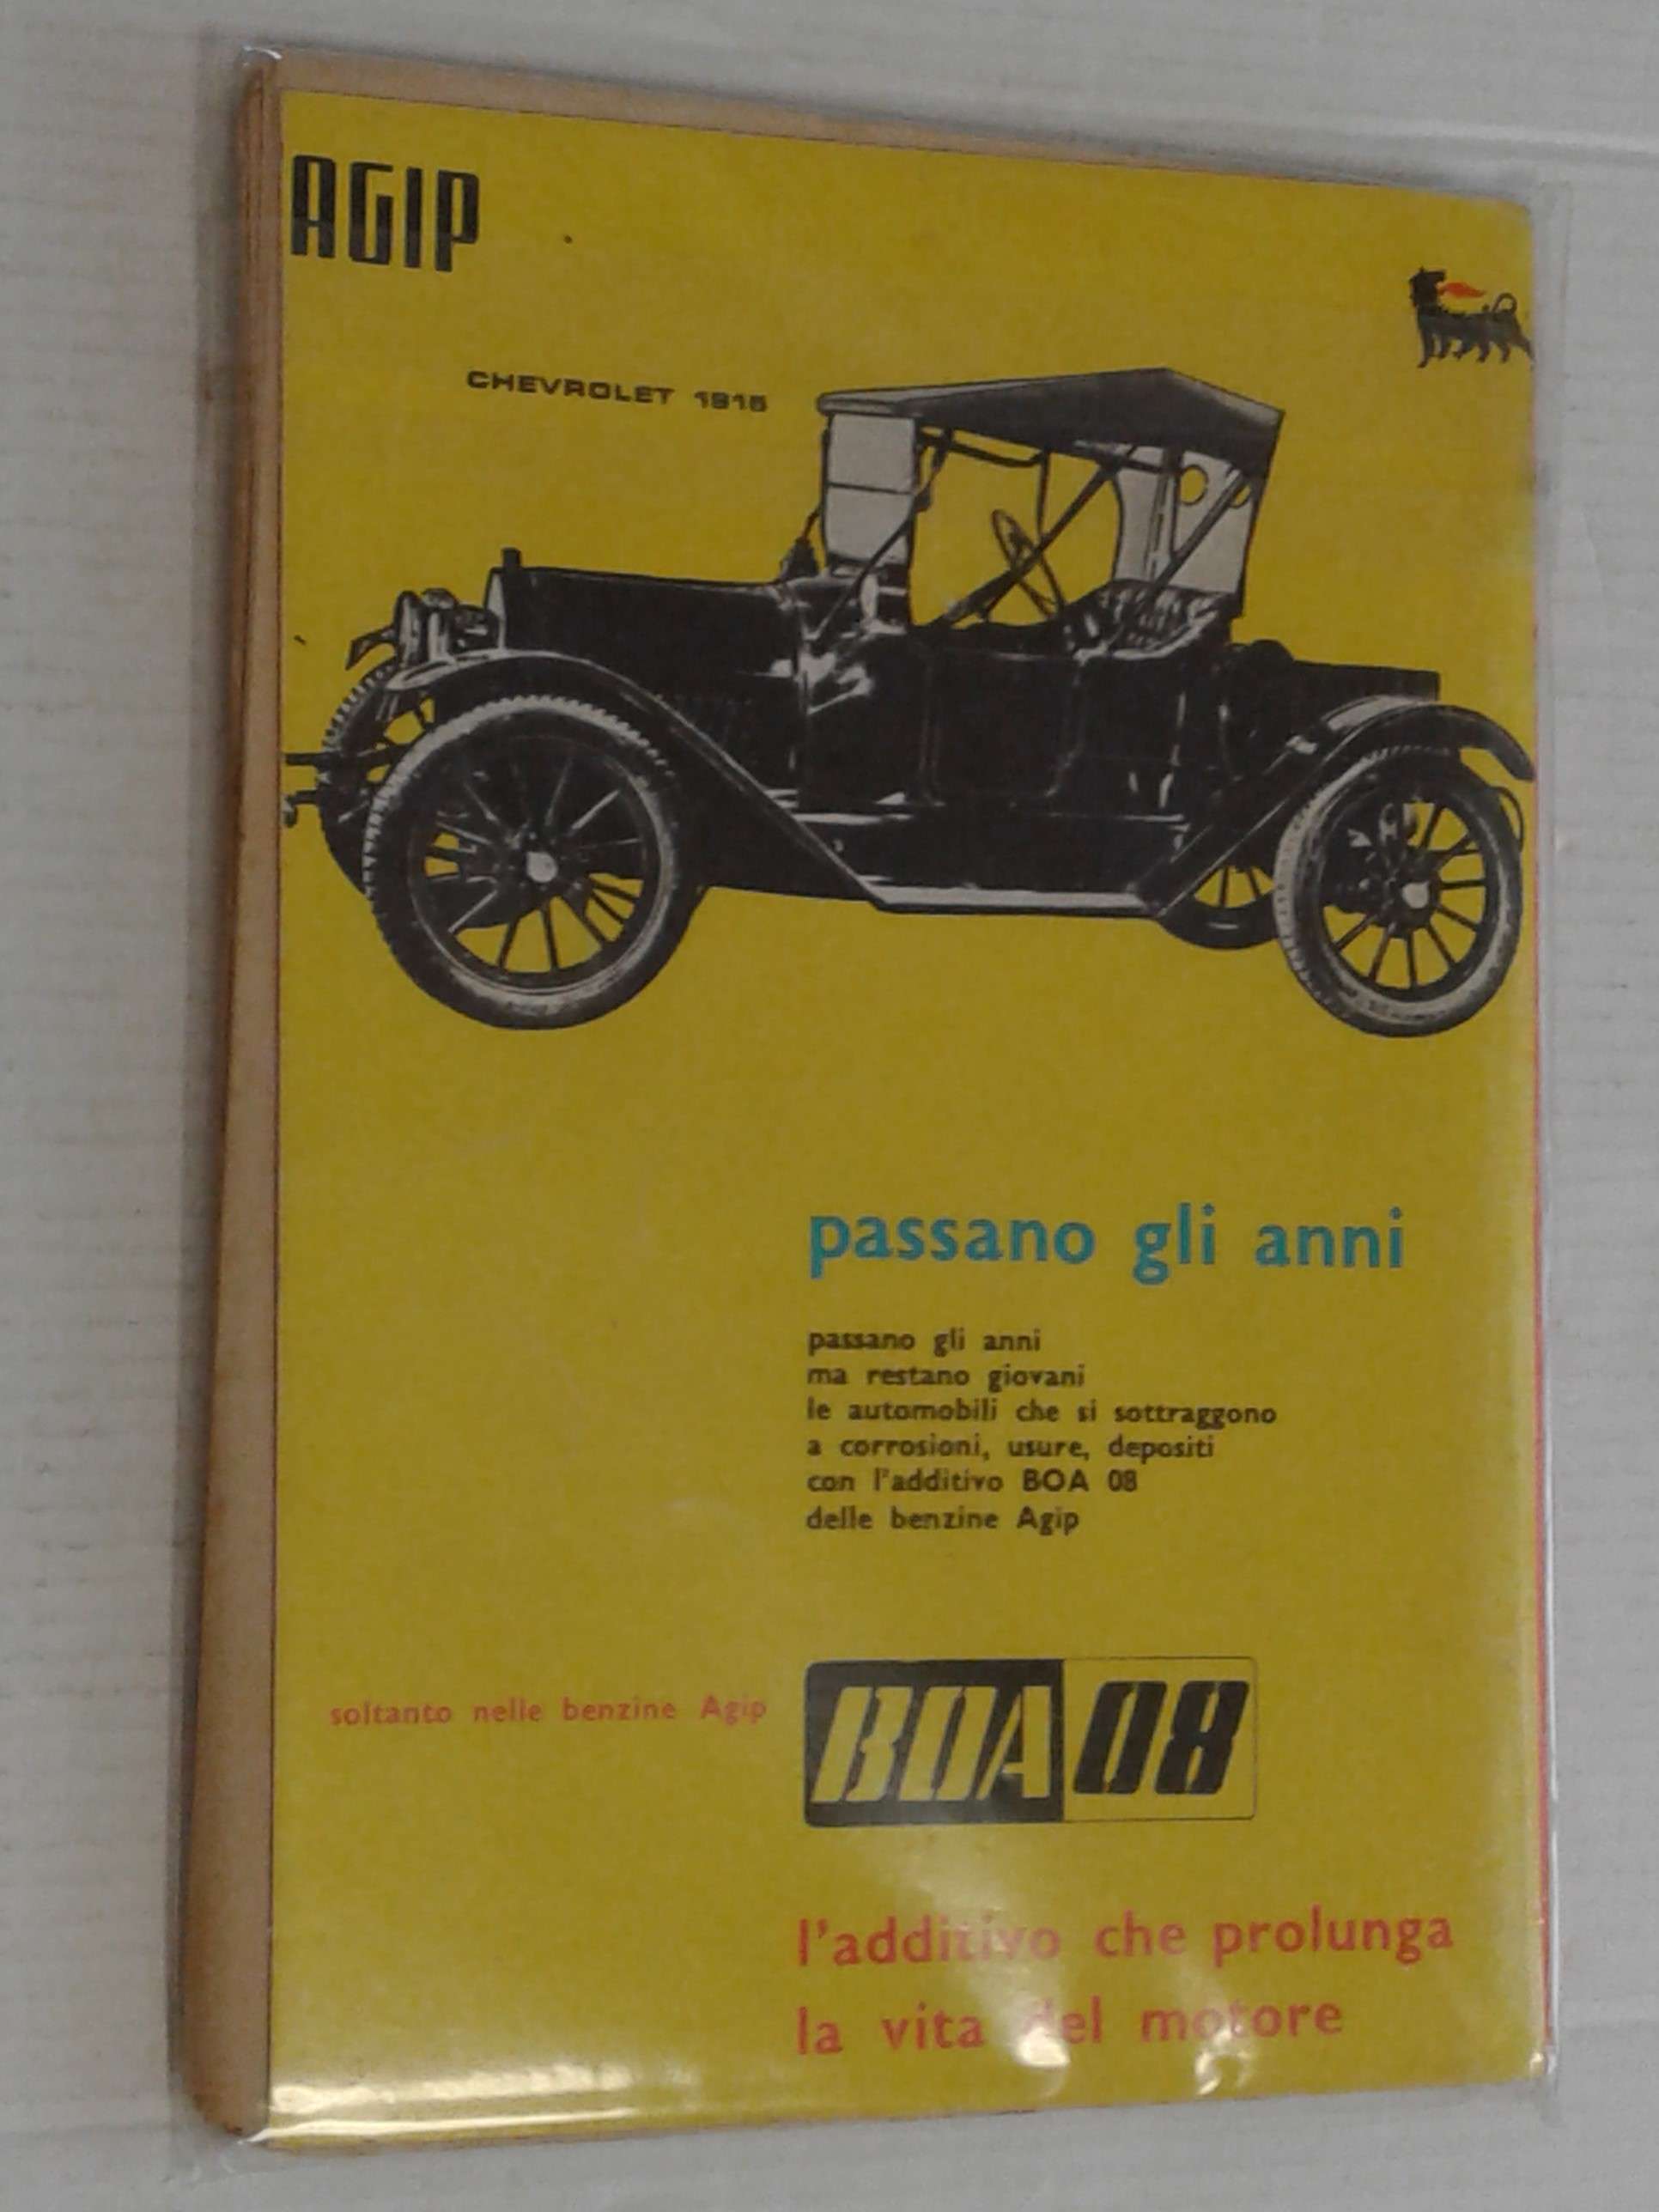 AGIP
CHEVROLET 1915
passano gli anni
passano gli anni
ma restano giovani
le automobili che si sottraggono
a corrosioni, usure, depositi
con l'additivo BOA 08
delle benzine Agip
soltanto nelle benzine Agip
BOA 08
l'additivo che prolunga
la vita del motore